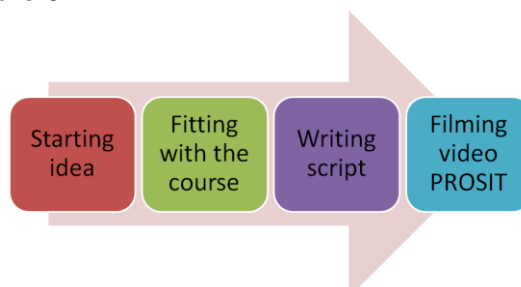 Starting
idea
Fitting
with the
course
Writing
script
Filming
video
PROSIT